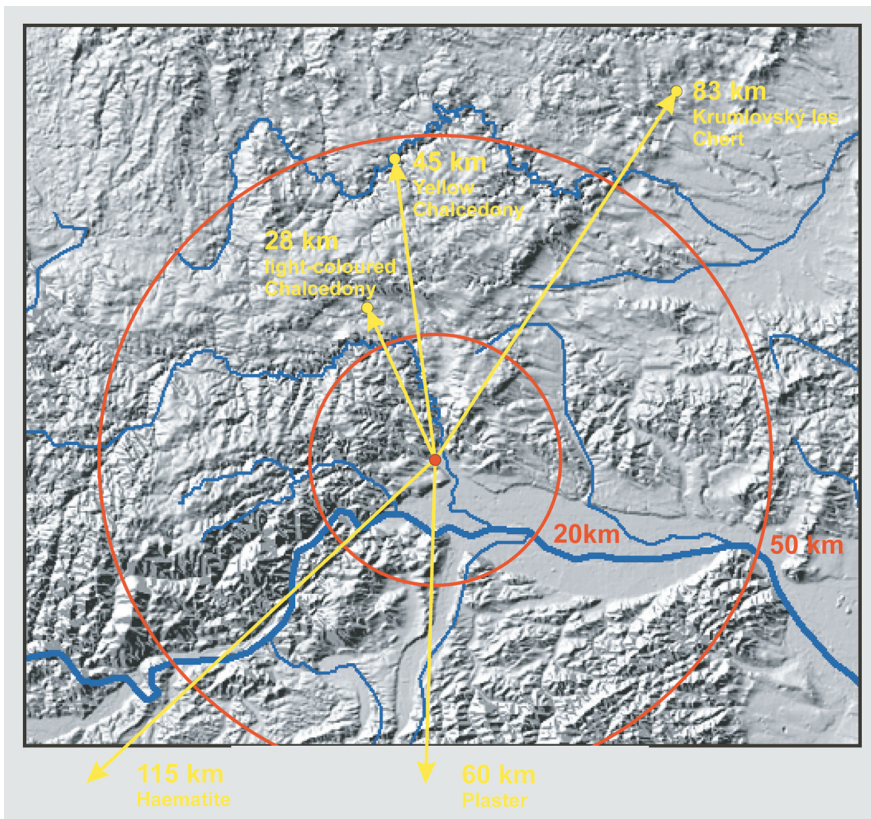 83 km
Krumlovský les
Chert
45 km
Yellow
Chalcedony
28 km
light-coloured
Chalcedony
20km
50 km
115 km
Haematite
60 km
Plaster